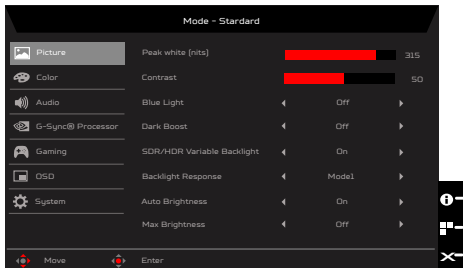 Mode - Stardard
Picture
Peak white (nits) 315
Color
Contrast 50
Audio
Blue Light Off
G-Sync® Processor
Dark Boost Off
Gaming
SDR/HDR Variable Backlight On
OSD
Backlight Response Mode1
System
Auto Brightness On
Max Brightness Off
Move Enter